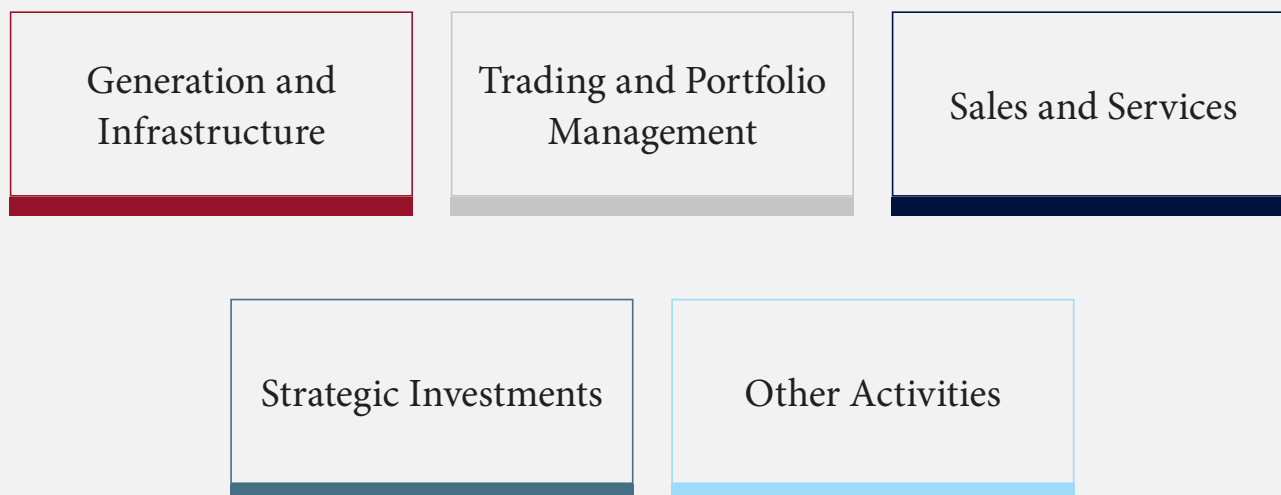 Generation and
Infrastructure
Trading and Portfolio
Management
Sales and Services
Strategic Investments
Other Activities